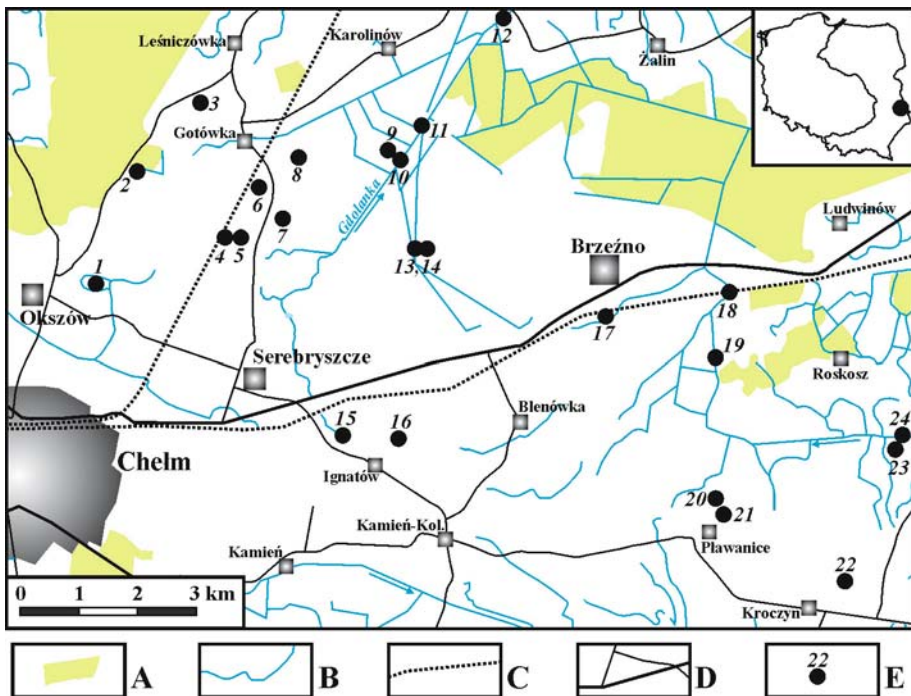 12
Leśniczówka
Karolinów
Żalin
3
Gotówka
11
9
8
10
2
6
Gdolanka
7
Ludwinów
4 5
13,14
Brzeźno
1
18
Okszów
17
19
Serebryszcze
Roskosz
Blenówka
15 16
24
Chełm
Ignatów
23
20
21
Kamień-Kol.
Pławanice
Kamień
22
0 1 2 3 km
Kroczyn
22
A B C D E